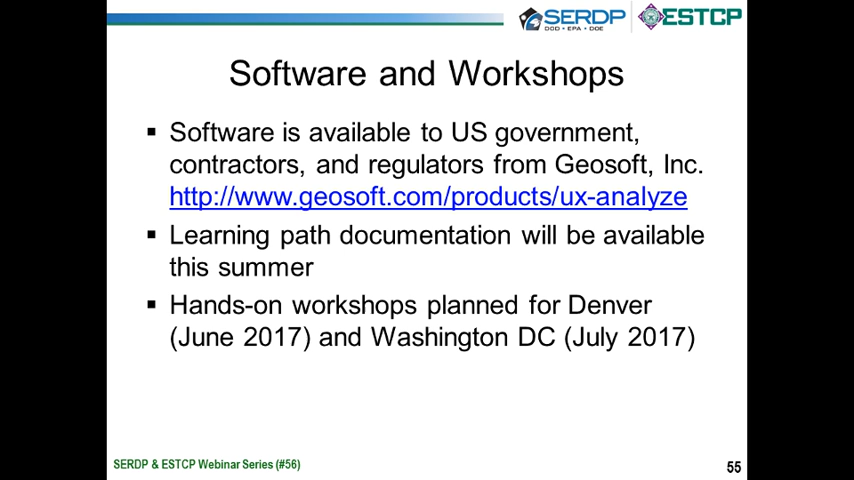 SERDP
DOD • EPA • DOE
ESTCP
Software and Workshops
▪ Software is available to US government,
contractors, and regulators from Geosoft, Inc.
http://www.geosoft.com/products/ux-analyze
▪ Learning path documentation will be available
this summer
▪ Hands-on workshops planned for Denver
(June 2017) and Washington DC (July 2017)
SERDP & ESTCP Webinar Series (#56)
55